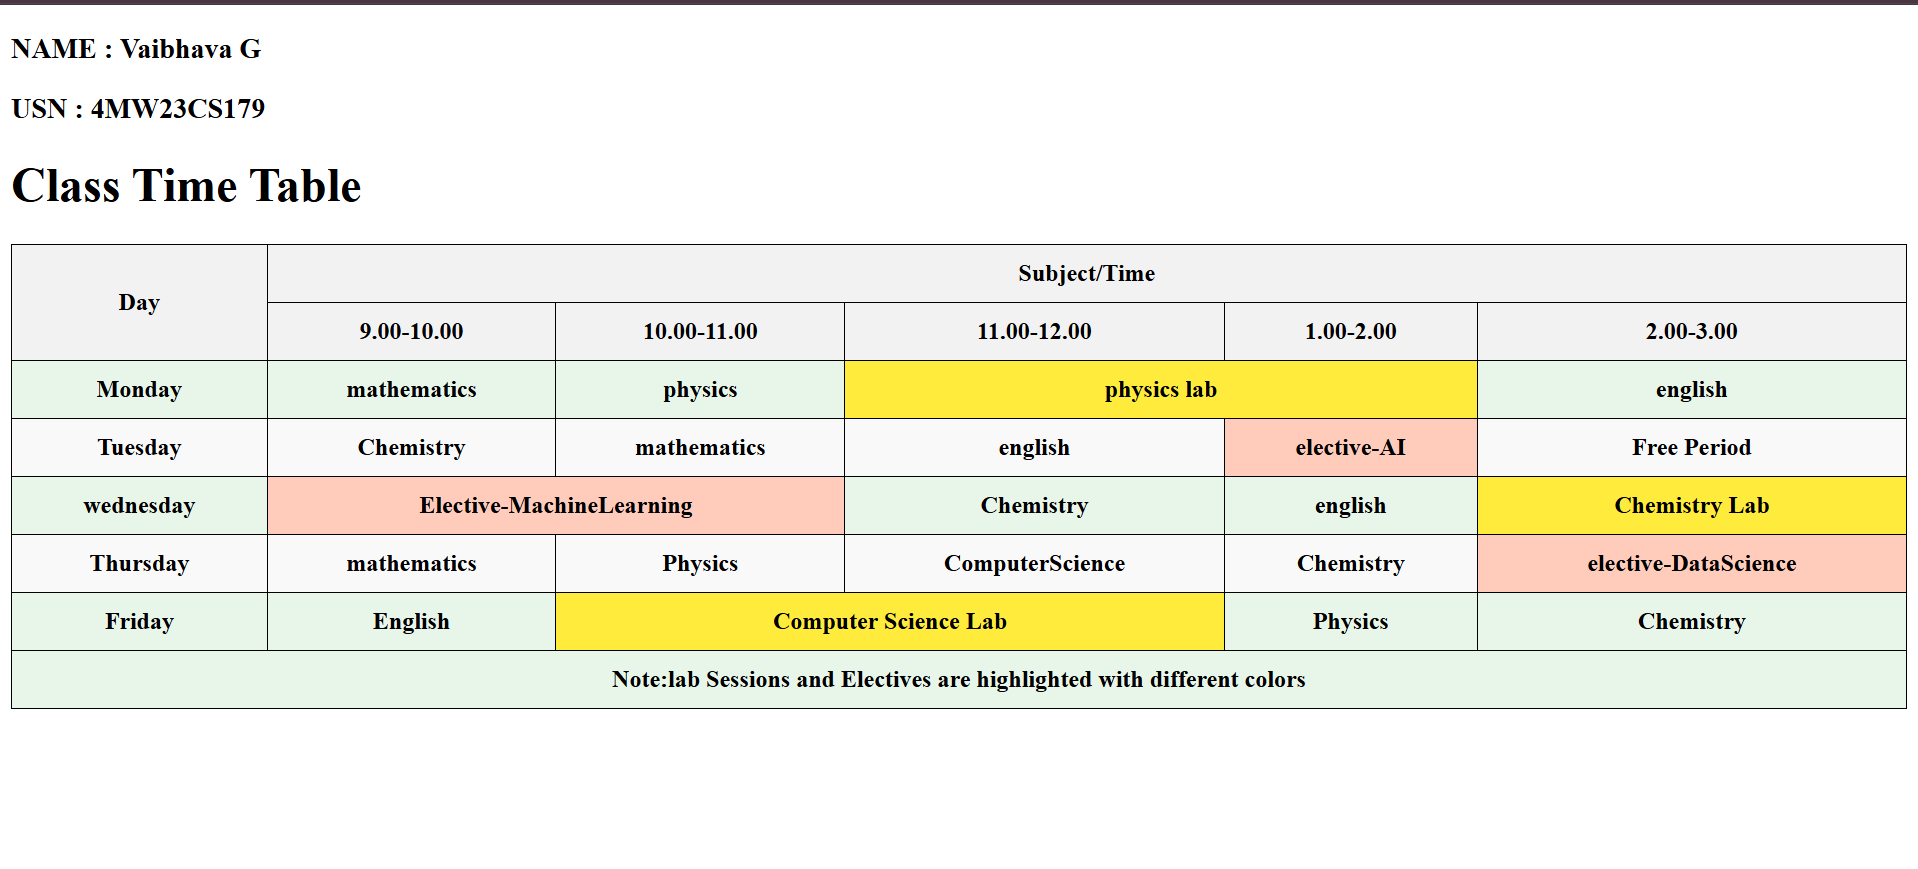 NAME : Vaibhava G
USN : 4MW23CS179
Class Time Table
Day Subject/Time
9.00-10.00 10.00-11.00 11.00-12.00 1.00-2.00 2.00-3.00
Monday mathematics physics physics lab english
Tuesday Chemistry mathematics english elective-AI Free Period
wednesday Elective-MachineLearning Chemistry english Chemistry Lab
Thursday mathematics Physics ComputerScience Chemistry elective-DataScience
Friday English Computer Science Lab Physics Chemistry
Note:lab Sessions and Electives are highlighted with different colors